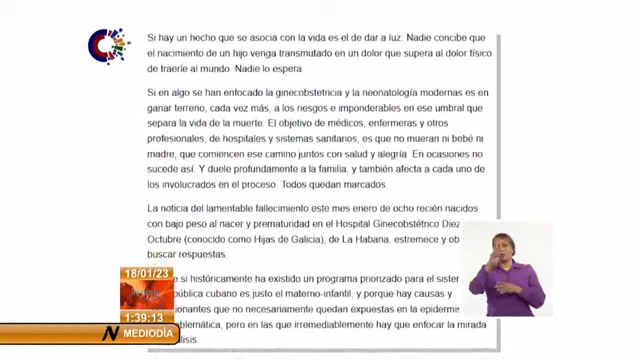 Si hay un hecho que se asocia con la vida es el de dar a luz. Nadie concibe que
el nacimiento de un hijo venga transmutado en un dolor que supera al dolor físico
de traerle al mundo. Nadie lo espera.
Si en algo se han enfocado la ginecobstetricia y la neonatología modernas es en
ganar terreno, cada vez más, a los riesgos e imponderables en ese umbral que
separa la vida de la muerte. El objetivo de médicos, enfermeras y otros
profesionales, de hospitales y sistemas sanitarios, es que no mueran ni bebé ni
madre, que comiencen ese camino juntos con salud y alegría. En ocasiones no
sucede así. Y duele profundamente a la familia, y también afecta a cada uno de
los involucrados en el proceso. Todos quedan marcados.
La noticia del lamentable fallecimiento este mes enero de ocho recién nacidos
con bajo peso al nacer y prematuridad en el Hospital Ginecobstétrico Diez
Octubre (conocido como Hijas de Galicia), de La Habana, estremece y ob
buscar respuestas.
e si históricamente ha existido un programa priorizado para el sister
pública cubano es justo el materno-infantil, y porque hay causas y
cionantes que no necesariamente quedan expuestas en la epidermis
blemática, pero en las que irremediablemente hay que enfocar la mirada
lisis.
18/01/23
1:39:13
N MEDIODÍA